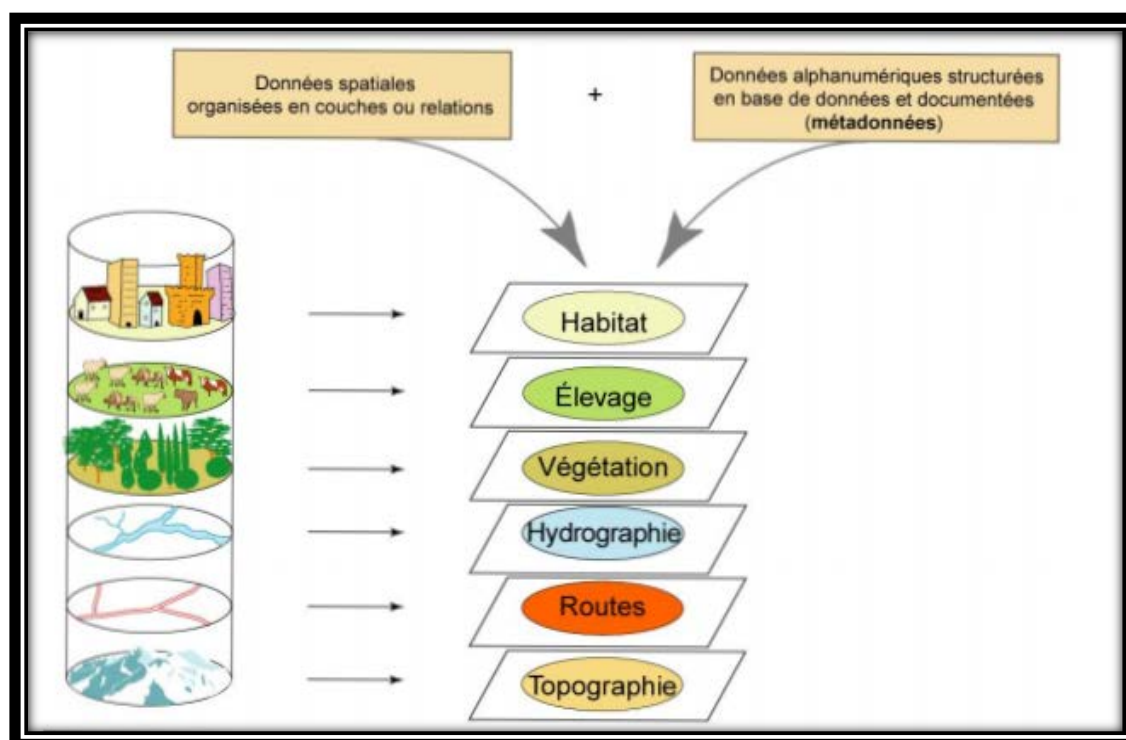 Données spatiales
organisées en couches ou relations
+
Données alphanumériques structurées
en base de données et documentées
(métadonnées)
Habitat
Élevage
Végétation
Hydrographie
Routes
Topographie